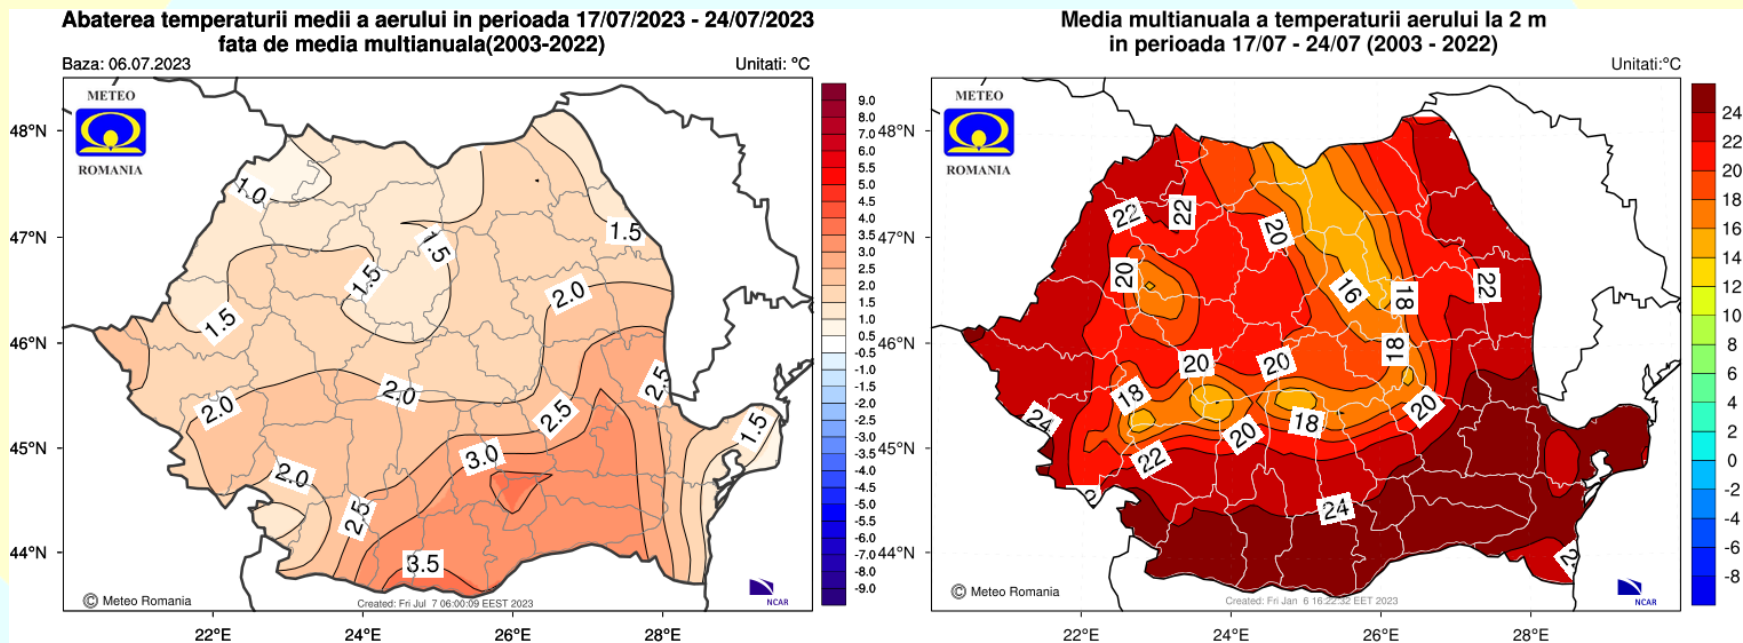 Abaterea temperaturii medii a aerului in perioada 17/07/2023 - 24/07/2023
fata de media multianuala(2003-2022)
Baza: 06.07.2023
Unitati: °C
METEO
ROMANIA
48°N
47°N
46°N
45°N
44°N
1.0
1.5
1.5
1.5
1.5
2.0
2.0
2.0
2.5
2.5
1.5
3.0
2.0
2.5
3.5
9.0
8.0
7.0
6.0
5.5
5.0
4.5
4.0
3.5
3.0
2.5
2.0
1.5
1.0
0.5
-0.5
-1.0
-1.5
-2.0
-2.5
-3.0
-3.5
-4.0
-4.5
-5.0
-5.5
-6.0
-7.0
-8.0
-9.0
© Meteo Romania
Created: Fri Jul 7 06:00:09 EEST 2023
NCAR
22°E
24°E
26°E
28°E
Media multianuala a temperaturii aerului la 2 m
in perioada 17/07 - 24/07 (2003 - 2022)
Unitati:°C
METEO
ROMANIA
48°N
47°N
46°N
45°N
44°N
22
22
20
20
16
18
22
18
20
20
18
24
20
18
20
22
24
24
22
20
18
16
14
12
10
8
6
4
2
0
-2
-4
-6
-8
© Meteo Romania
Created: Fri Jan 6 16:22:32 EET 2023
NCAR
22°E
24°E
26°E
28°E